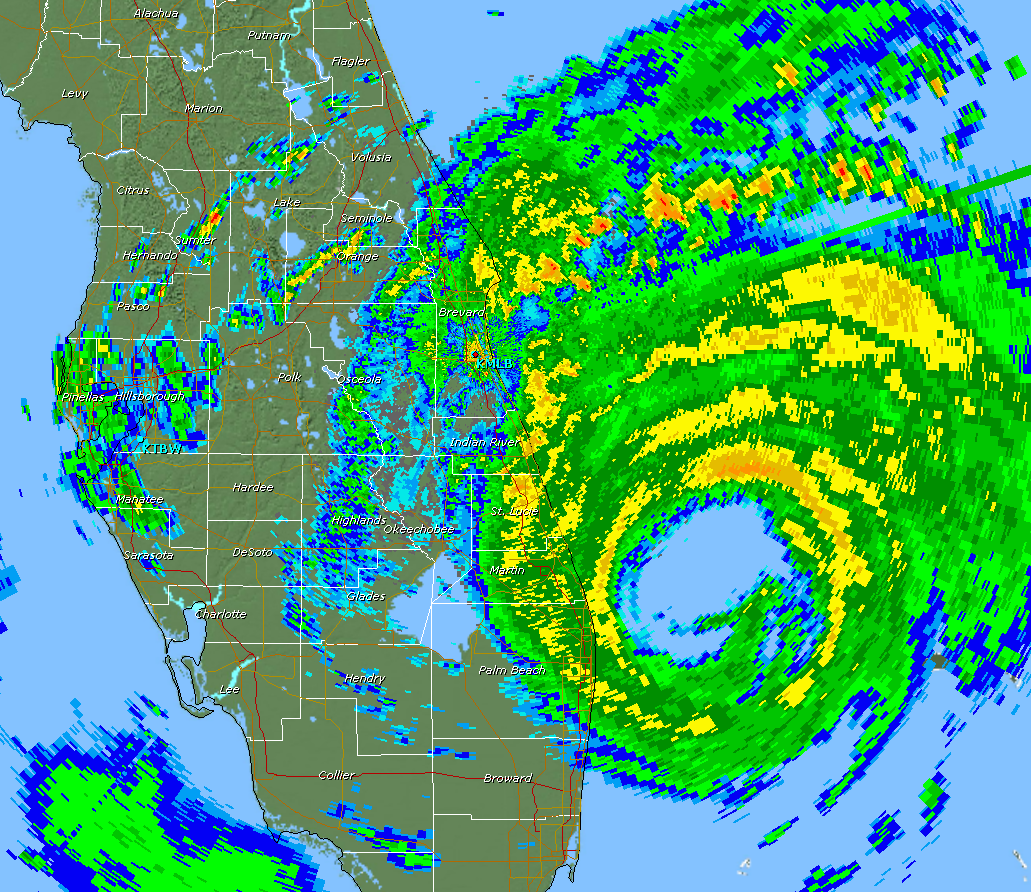 Alachua
Putnam
Flagler
Levy
Marion
Volusia
Citrus
Lake
Seminole
Sumter
Hernando
Orange
Pasco
Brevard
KMLB
Polk
Osceola
Pinellas
Hillsborough
Indian River
KTBW
Hardee
Manatee
St. Lucie
Highlands
Okeechobee
Sarasota
DeSoto
Martin
Glades
Charlotte
Palm Beach
Hendry
Lee
Collier
Broward